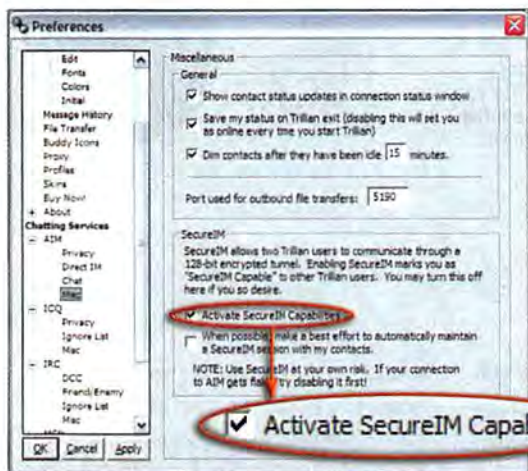 Preferences
Edit
Fonts
Colors
Initial
Message History
File Transfer
Buddy Icons
Proxy
Profiles
Skins
Buy Now!
About
Chatting Services
AIM
Privacy
Direct IM
Chat
Misc
ICQ
Privacy
Ignore List
Misc
IRC
DCC
Friend/Enemy
Ignore List
Misc
OK Cancel Apply
Miscellaneous
General
Show contact status updates in connection status window
Save my status on Trillian exit (disabling this will set you
as online every time you start Trillian)
Dim contacts after they have been idle 15 minutes.
Port used for outbound file transfers: 5190
SecureIM
SecureIM allows two Trillian users to communicate through a
128-bit encrypted tunnel. Enabling SecureIM marks you as
"SecureIM Capable" to other Trillian users. You may turn this off
here if you so desire.
Activate SecureIM Capabilities
When possible, make a best effort to automatically maintain
a SecureIM session with my contacts.
NOTE: Use SecureIM at your own risk. If your connection
to AIM gets try disabling it first!
Activate SecureIM Capa